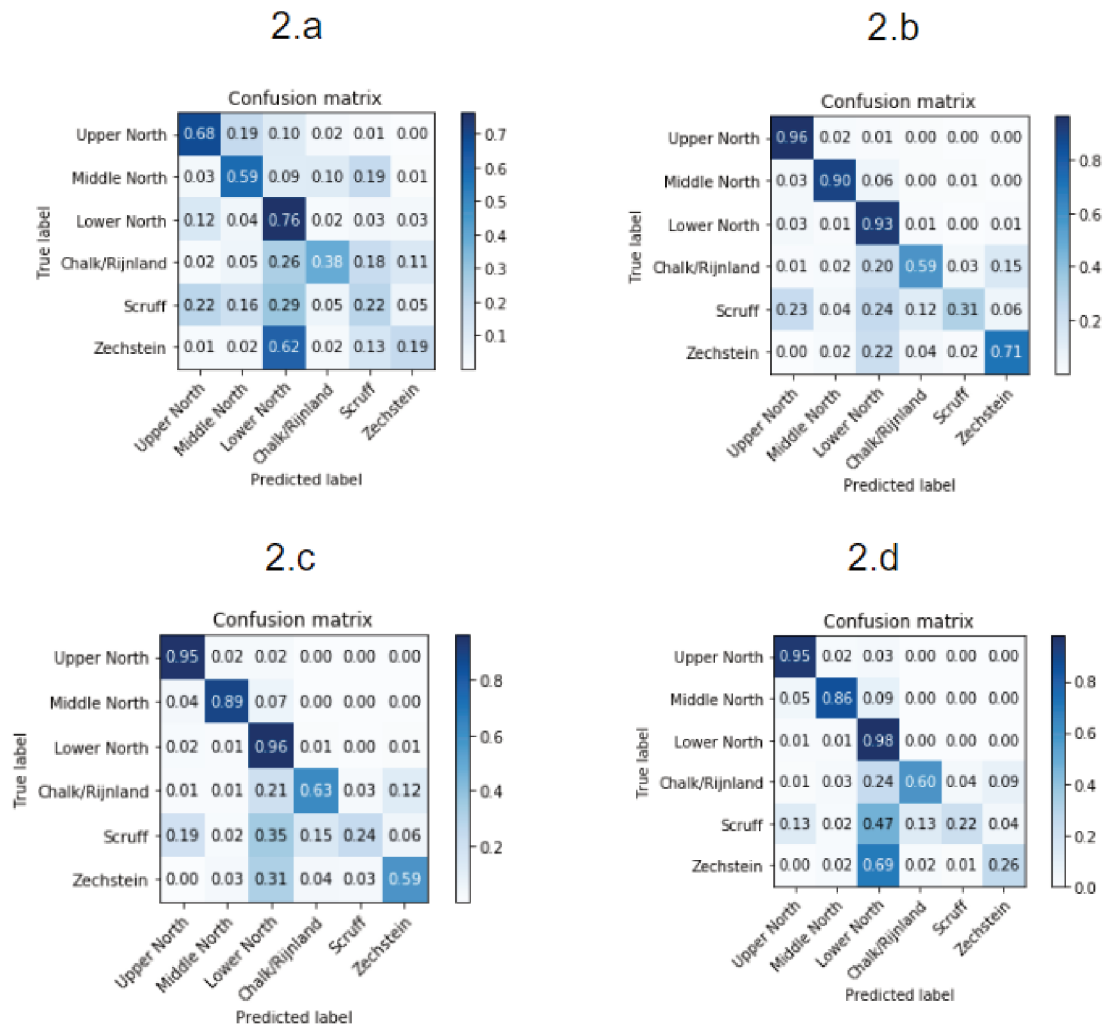 2.a
Confusion matrix
Upper North 0.68 0.19 0.10 0.02 0.01 0.00
Middle North 0.03 0.59 0.09 0.10 0.19 0.01
Lower North 0.12 0.04 0.76 0.02 0.03 0.03
Chalk/Rijnland 0.02 0.05 0.26 0.38 0.18 0.11
Scruff 0.22 0.16 0.29 0.05 0.22 0.05
Zechstein 0.01 0.02 0.62 0.02 0.13 0.19
True label
Upper North Middle North Lower North Chalk/Rijnland Scruff Zechstein
Predicted label
0.7
0.6
0.5
0.4
0.3
0.2
0.1
2.b
Confusion matrix
Upper North 0.96 0.02 0.01 0.00 0.00 0.00
Middle North 0.03 0.90 0.06 0.00 0.01 0.00
Lower North 0.03 0.01 0.93 0.01 0.00 0.01
Chalk/Rijnland 0.01 0.02 0.20 0.59 0.03 0.15
Scruff 0.23 0.04 0.24 0.12 0.31 0.06
Zechstein 0.00 0.02 0.22 0.04 0.02 0.71
True label
Upper North Middle North Lower North Chalk/Rijnland Scruff Zechstein
Predicted label
0.8
0.6
0.4
0.2
2.c
Confusion matrix
Upper North 0.95 0.02 0.02 0.00 0.00 0.00
Middle North 0.04 0.89 0.07 0.00 0.00 0.00
Lower North 0.02 0.01 0.96 0.01 0.00 0.01
Chalk/Rijnland 0.01 0.01 0.21 0.63 0.03 0.12
Scruff 0.19 0.02 0.35 0.15 0.24 0.06
Zechstein 0.00 0.03 0.31 0.04 0.03 0.59
True label
Upper North Middle North Lower North Chalk/Rijnland Scruff Zechstein
Predicted label
0.8
0.6
0.4
0.2
2.d
Confusion matrix
Upper North 0.95 0.02 0.03 0.00 0.00 0.00
Middle North 0.05 0.86 0.09 0.00 0.00 0.00
Lower North 0.01 0.01 0.98 0.00 0.00 0.00
Chalk/Rijnland 0.01 0.03 0.24 0.60 0.04 0.09
Scruff 0.13 0.02 0.47 0.13 0.22 0.04
Zechstein 0.00 0.02 0.69 0.02 0.01 0.26
True label
Upper North Middle North Lower North Chalk/Rijnland Scruff Zechstein
Predicted label
0.8
0.6
0.4
0.2
0.0